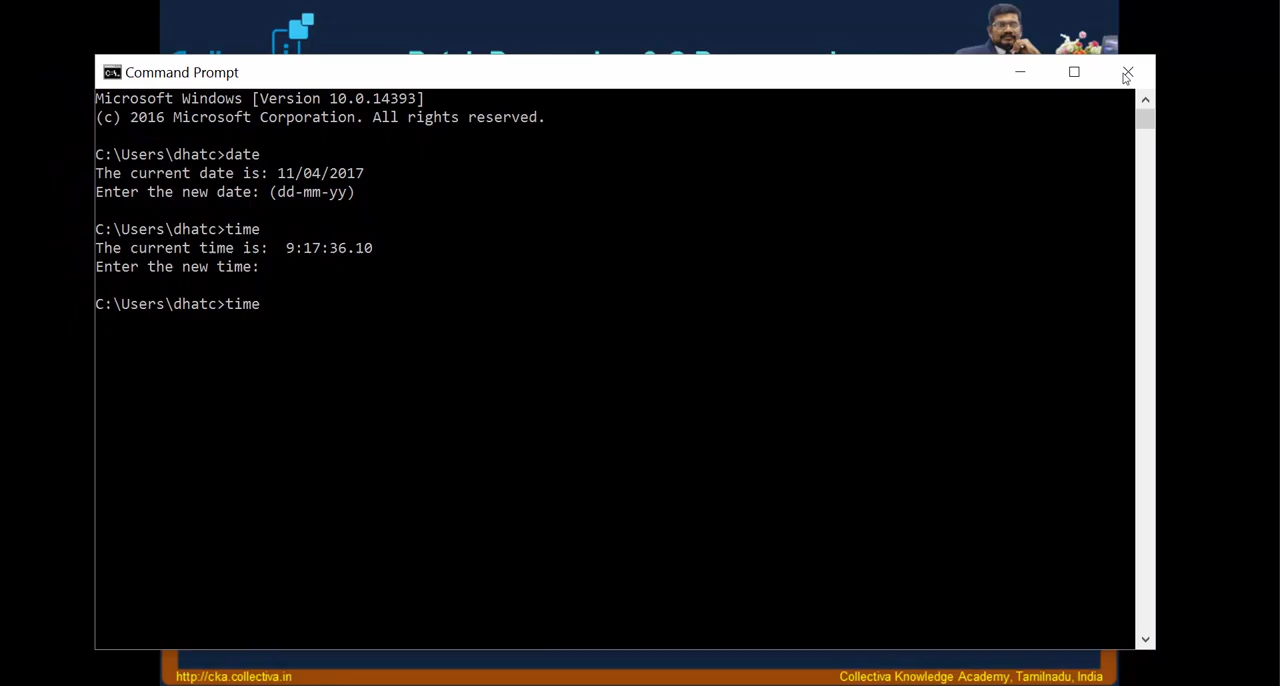 Command Prompt
Microsoft Windows [Version 10.0.14393]
(c) 2016 Microsoft Corporation. All rights reserved.
C:\Users\dhatc>date
The current date is: 11/04/2017
Enter the new date: (dd-mm-yy)
C:\Users\dhatc>time
The current time is:  9:17:36.10
Enter the new time:
C:\Users\dhatc>time
http://cka.collectiva.in
Collectiva Knowledge Academy, Tamilnadu, India